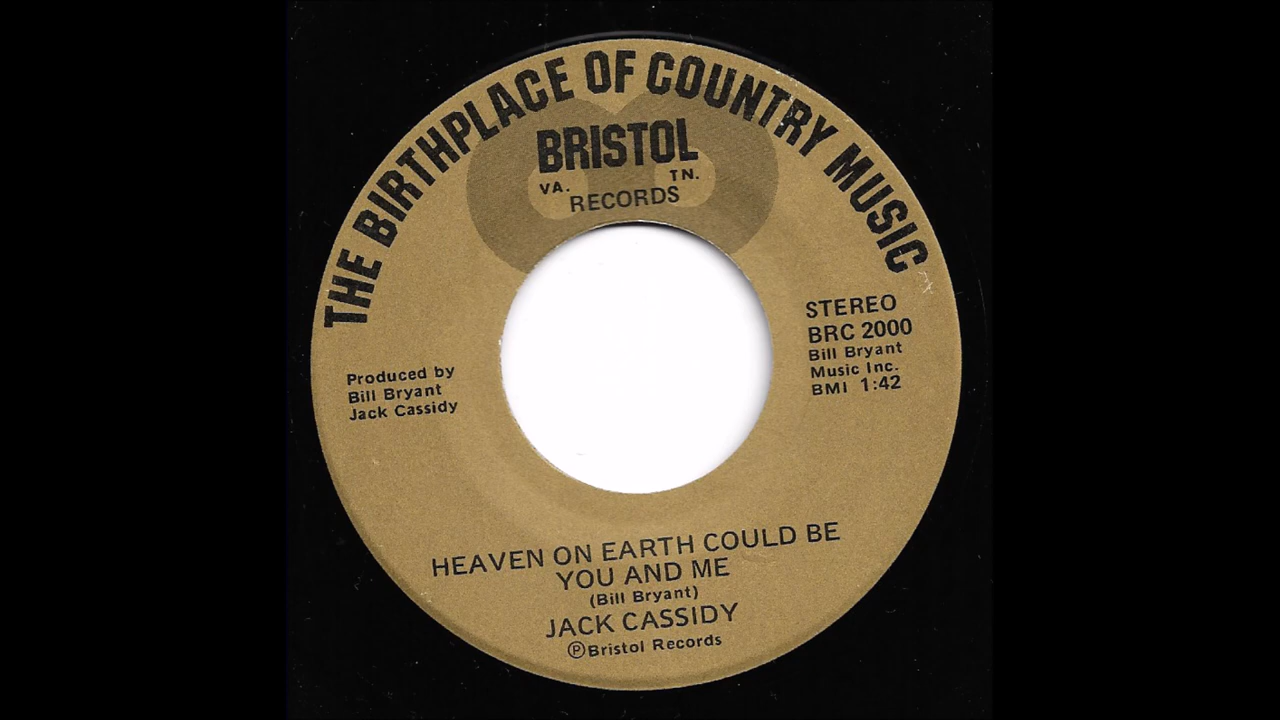 THE BIRTHPLACE OF COUNTRY MUSIC
BRISTOL
VA. TN.
RECORDS
STEREO
BRC 2000
Bill Bryant
Music Inc.
BMI 1:42
Produced by
Bill Bryant
Jack Cassidy
HEAVEN ON EARTH COULD BE
YOU AND ME
(Bill Bryant)
JACK CASSIDY
ⓅBristol Records